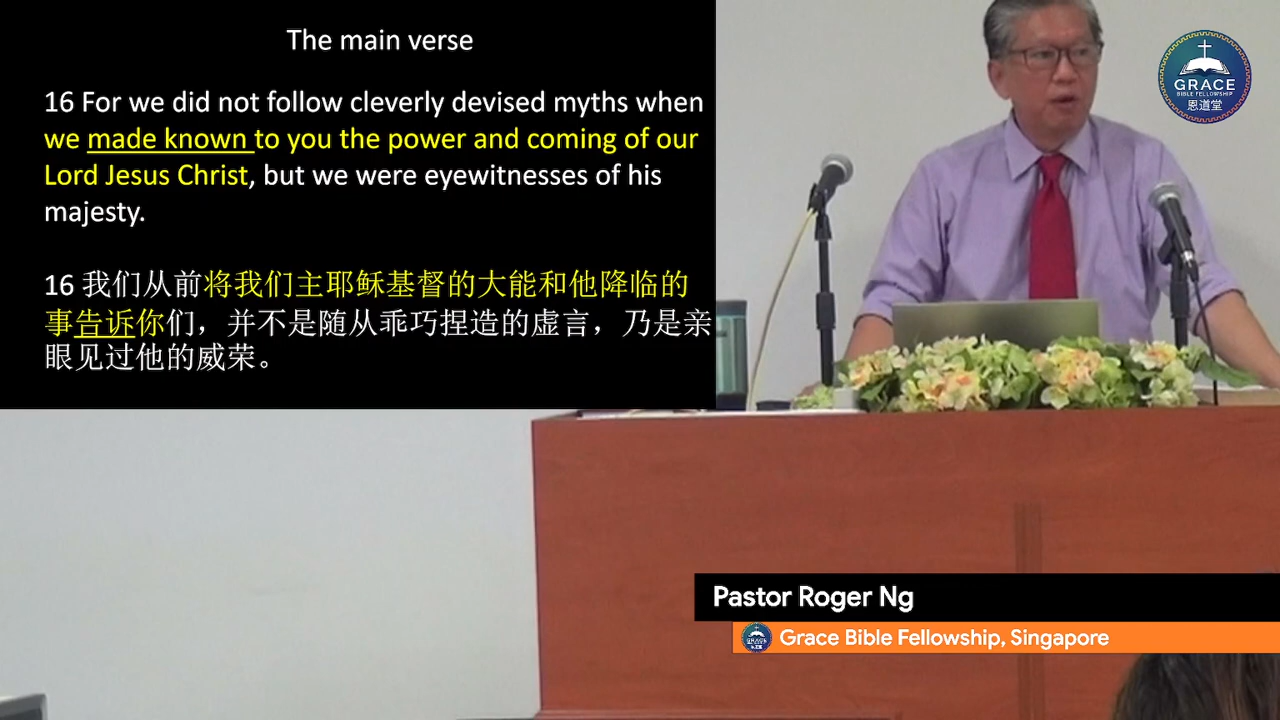 The main verse
16 For we did not follow cleverly devised myths when
we made known to you the power and coming of our
Lord Jesus Christ, but we were eyewitnesses of his
majesty.
16 我们从前将我们主耶稣基督的大能和他降临的
事告诉你们，并不是随从乖巧捏造的虚言，乃是亲
眼见过他的威荣。
GRACE
BIBLE FELLOWSHIP
恩道堂
Pastor Roger Ng
GRACE
Grace Bible Fellowship, Singapore